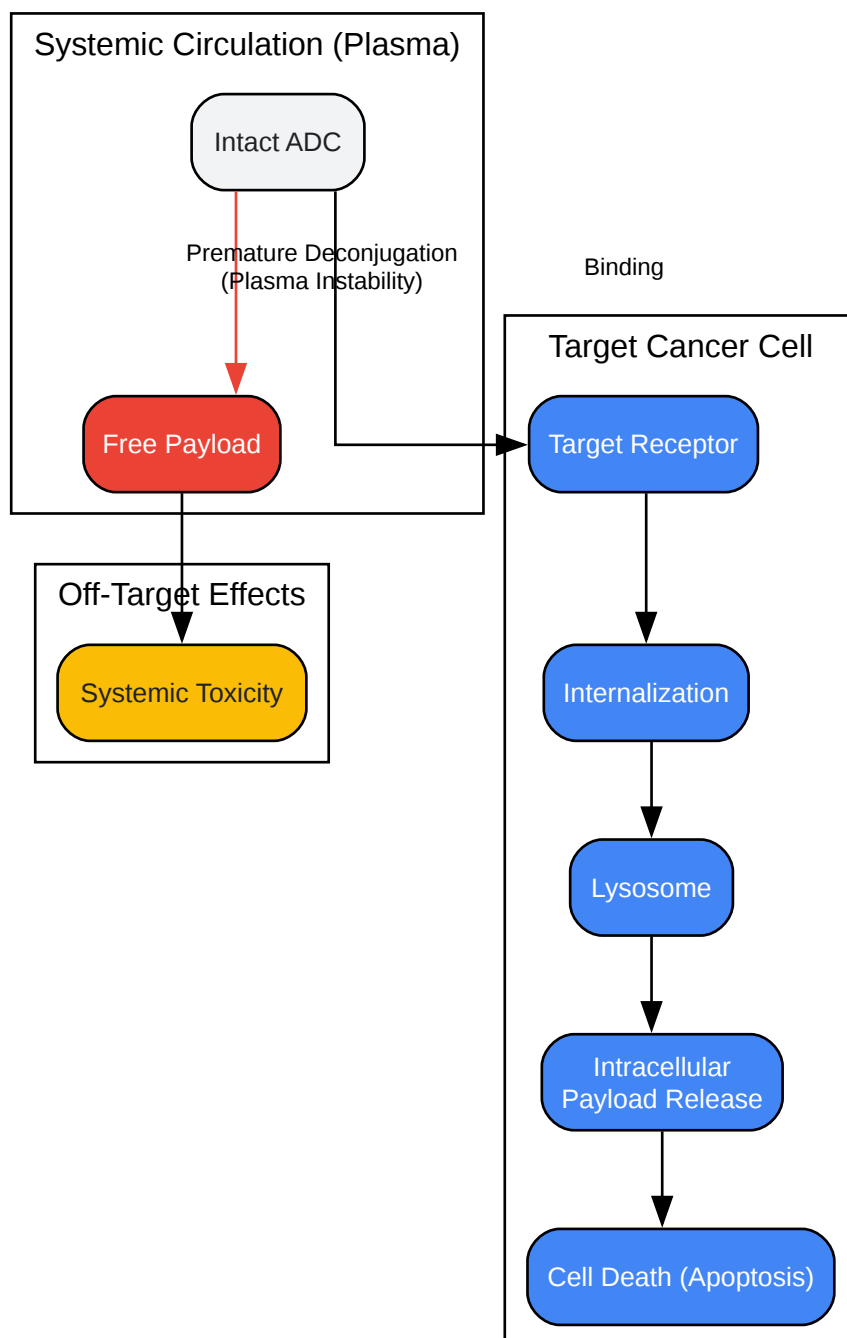 Systemic Circulation (Plasma)
Intact ADC
Premature Deconjugation
(Plasma Instability)
Binding
Target Cancer Cell
Free Payload
Target Receptor
Off-Target Effects
Systemic Toxicity
Internalization
Lysosome
Intracellular
Payload Release
Cell Death (Apoptosis)